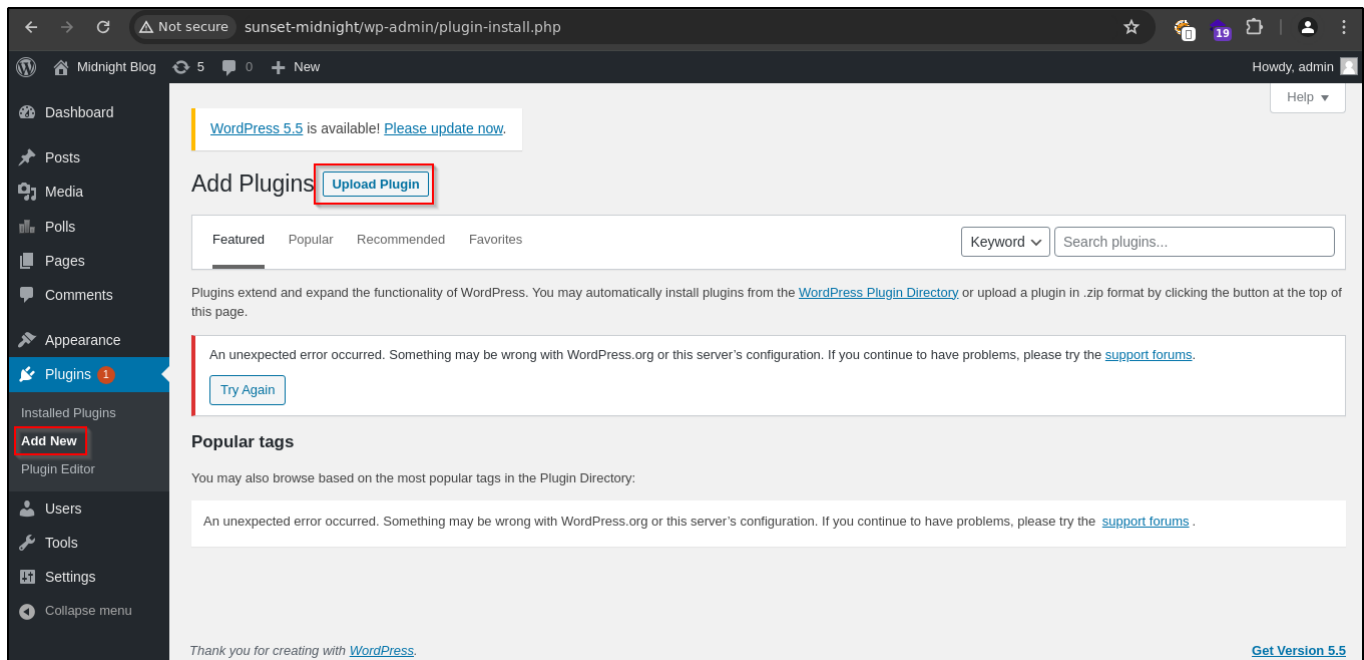 Not secure sunset-midnight/wp-admin/plugin-install.php 19
Midnight Blog 5 0 New Howdy, admin
Help
Dashboard
Posts
Media
Polls
Pages
Comments
Appearance
Plugins 1
Installed Plugins
Add New
Plugin Editor
Users
Tools
Settings
Collapse menu
WordPress 5.5 is available! Please update now.
Add Plugins Upload Plugin
Featured Popular Recommended Favorites Keyword Search plugins...
Plugins extend and expand the functionality of WordPress. You may automatically install plugins from the WordPress Plugin Directory or upload a plugin in .zip format by clicking the button at the top of
this page.
An unexpected error occurred. Something may be wrong with WordPress.org or this server’s configuration. If you continue to have problems, please try the support forums.
Try Again
Popular tags
You may also browse based on the most popular tags in the Plugin Directory:
An unexpected error occurred. Something may be wrong with WordPress.org or this server’s configuration. If you continue to have problems, please try the support forums .
Thank you for creating with WordPress. Get Version 5.5